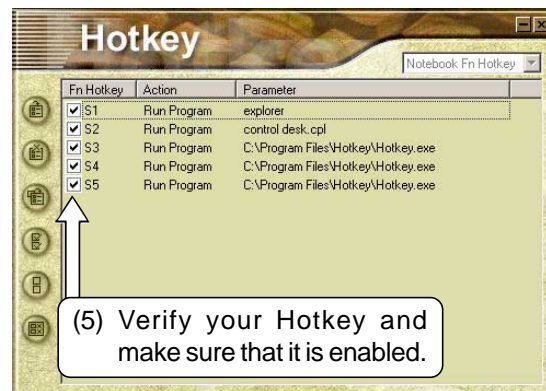 Hotkey
Notebook Fn Hotkey
Fn Hotkey Action Parameter
S1 Run Program explorer
S2 Run Program control desk.cpl
S3 Run Program C:\Program Files\Hotkey\Hotkey.exe
S4 Run Program C:\Program Files\Hotkey\Hotkey.exe
S5 Run Program C:\Program Files\Hotkey\Hotkey.exe
(5) Verify your Hotkey and
make sure that it is enabled.